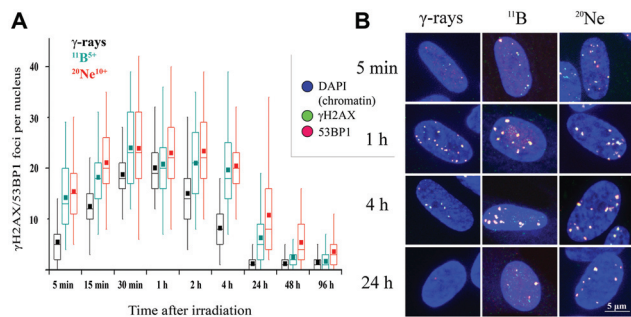 A
B
γ-rays
¹¹B⁵⁺
²⁰Ne¹⁰⁺
γH2AX/53BP1 foci per nucleus
40
30
20
10
5 min
15 min
30 min
1 h
2 h
4 h
24 h
48 h
96 h
Time after irradiation
DAPI
(chromatin)
γH2AX
53BP1
γ-rays
¹¹B
²⁰Ne
5 min
1 h
4 h
24 h
5 µm